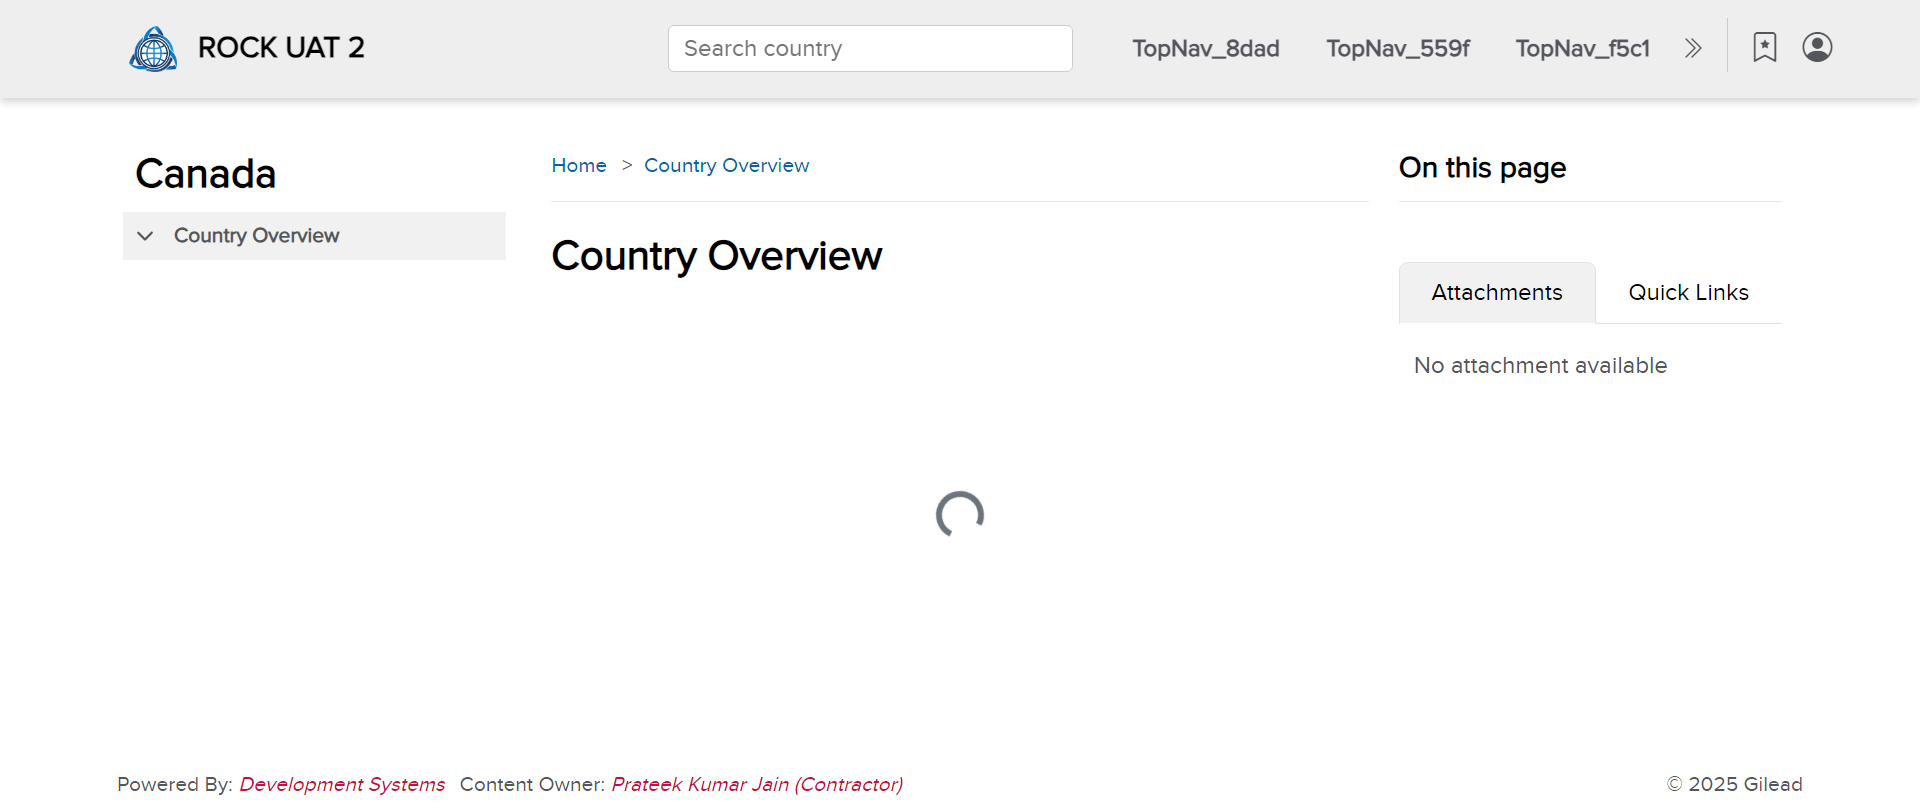 ROCK UAT 2
Search country
TopNav_8dad
TopNav_559f
TopNav_f5c1
Canada
Country Overview
Home > Country Overview
Country Overview
On this page
Attachments
Quick Links
No attachment available
Powered By: Development Systems Content Owner: Prateek Kumar Jain (Contractor)
© 2025 Gilead